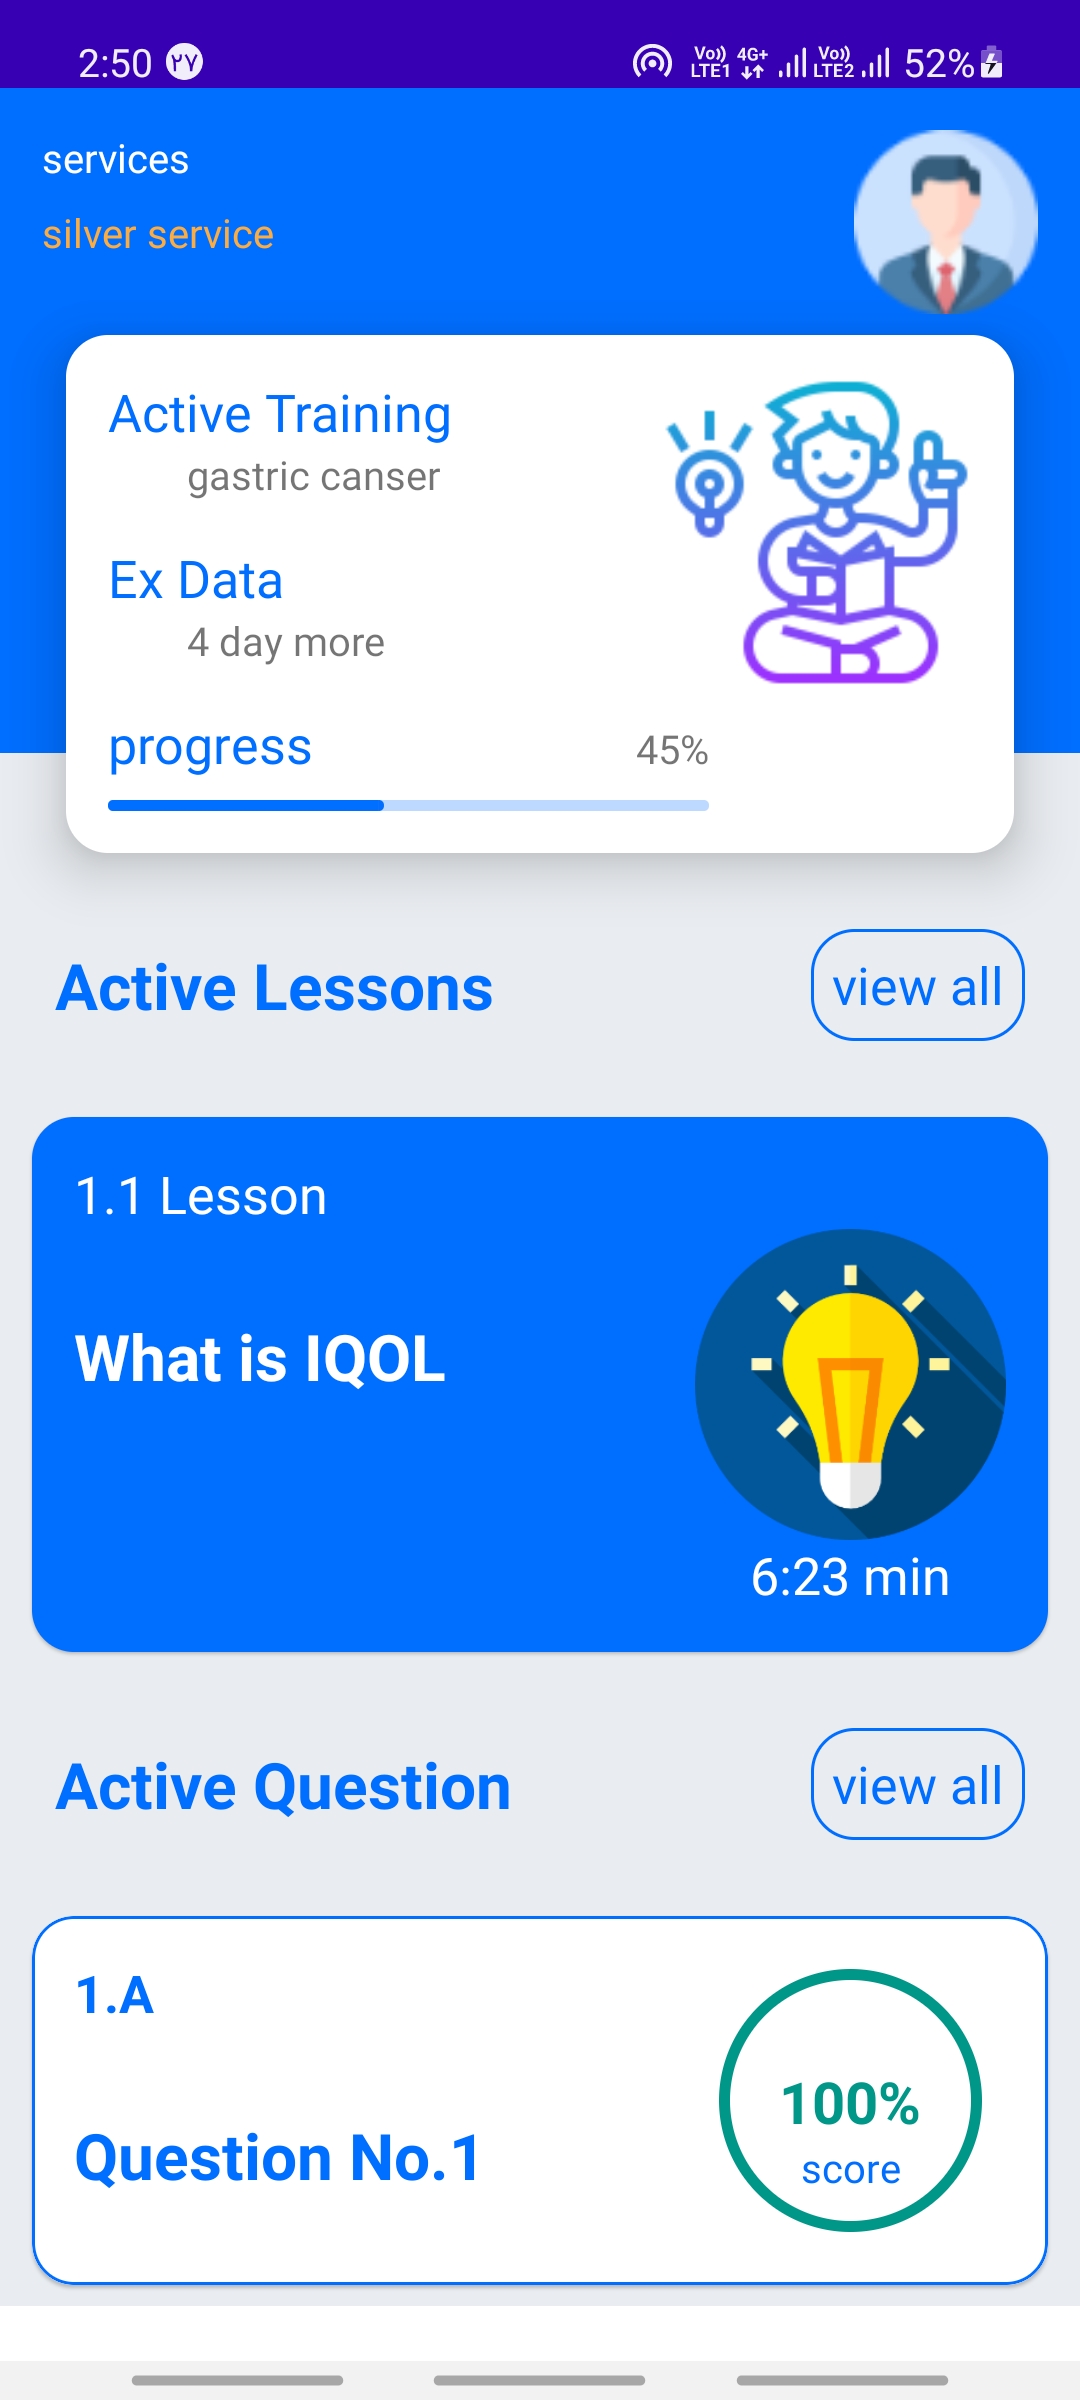 2:50 ۲۷ Vo)) LTE1 4G+ Vo)) LTE2 52%
services
silver service
Active Training
gastric canser
Ex Data
4 day more
progress 45%
Active Lessons view all
1.1 Lesson
What is IQOL
6:23 min
Active Question view all
1.A
100%
score
Question No.1